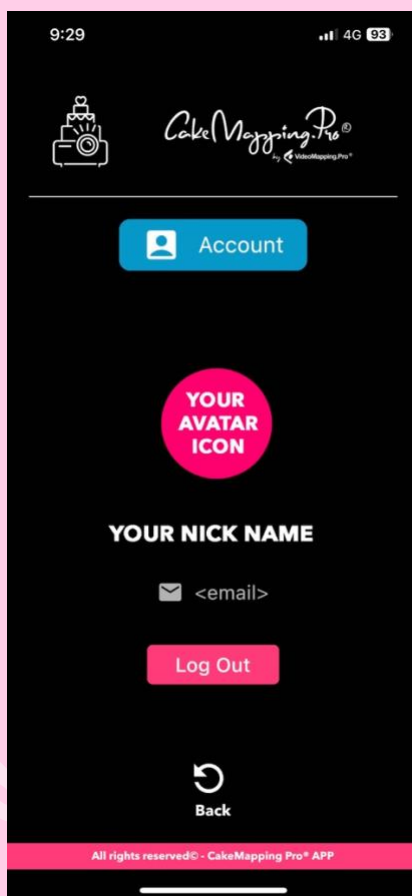 9:29 4G 93
CakeMapping.Pro®
by VideoMapping.Pro®
Account
YOUR
AVATAR
ICON
YOUR NICK NAME
<email>
Log Out
Back
All rights reserved© - CakeMapping Pro® APP